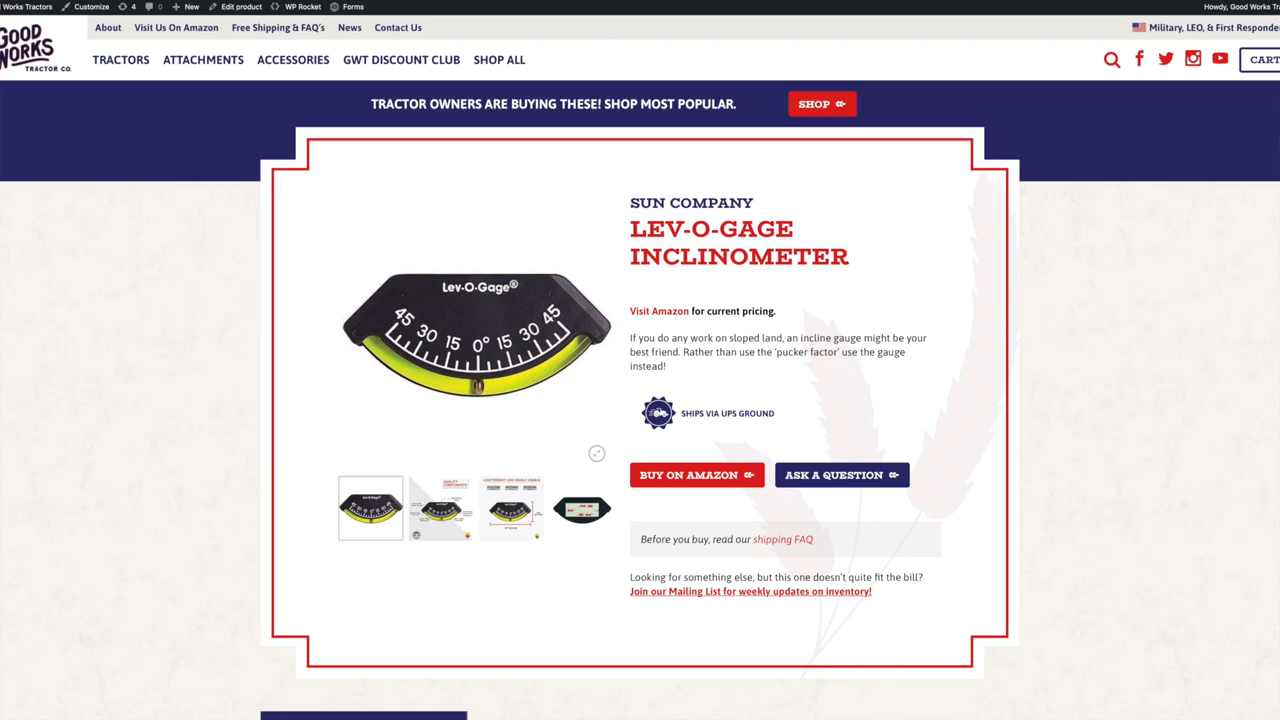 d Works Tractors
Customize
4
0
New
Edit product
WP Rocket
Forms
Howdy, Good Works Tr
GOOD
WORKS
TRACTOR CO.
About
Visit Us On Amazon
Free Shipping & FAQ's
News
Contact Us
Military, LEO, & First Responde
TRACTORS
ATTACHMENTS
ACCESSORIES
GWT DISCOUNT CLUB
SHOP ALL
CART
TRACTOR OWNERS ARE BUYING THESE! SHOP MOST POPULAR.
SHOP
SUN COMPANY
LEV-O-GAGE
INCLINOMETER
Lev·O·Gage®
45 30 15 0° 15 30 45
Visit Amazon for current pricing.
If you do any work on sloped land, an incline gauge might be your
best friend. Rather than use the ‘pucker factor’ use the gauge
instead!
SHIPS VIA UPS GROUND
BUY ON AMAZON
ASK A QUESTION
Before you buy, read our shipping FAQ
Looking for something else, but this one doesn’t quite fit the bill?
Join our Mailing List for weekly updates on inventory!